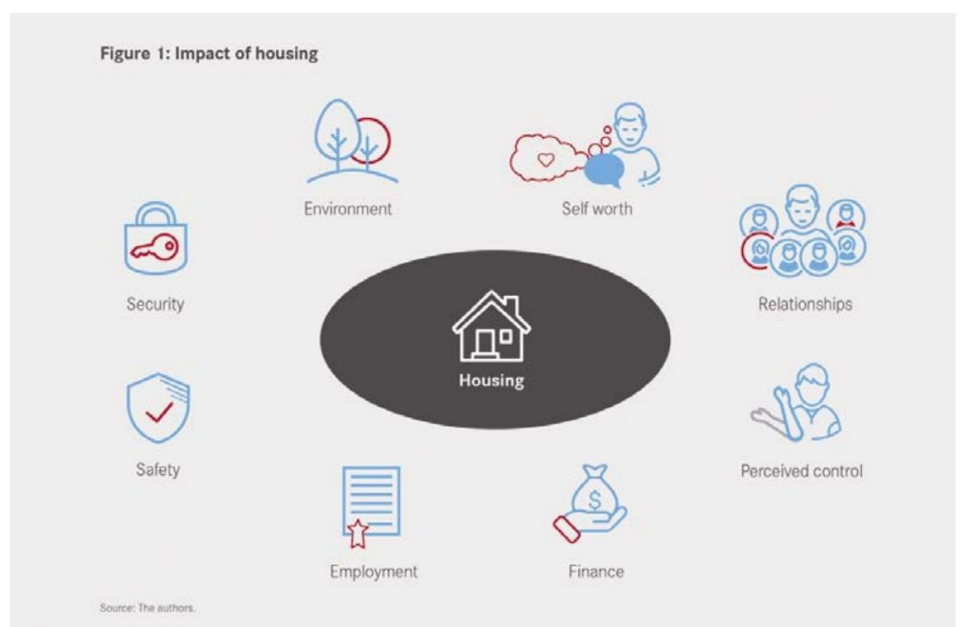 Figure 1: Impact of housing
Environment
Self worth
Security
Relationships
Housing
Safety
Perceived control
$
Employment
Finance
Source: The authors.